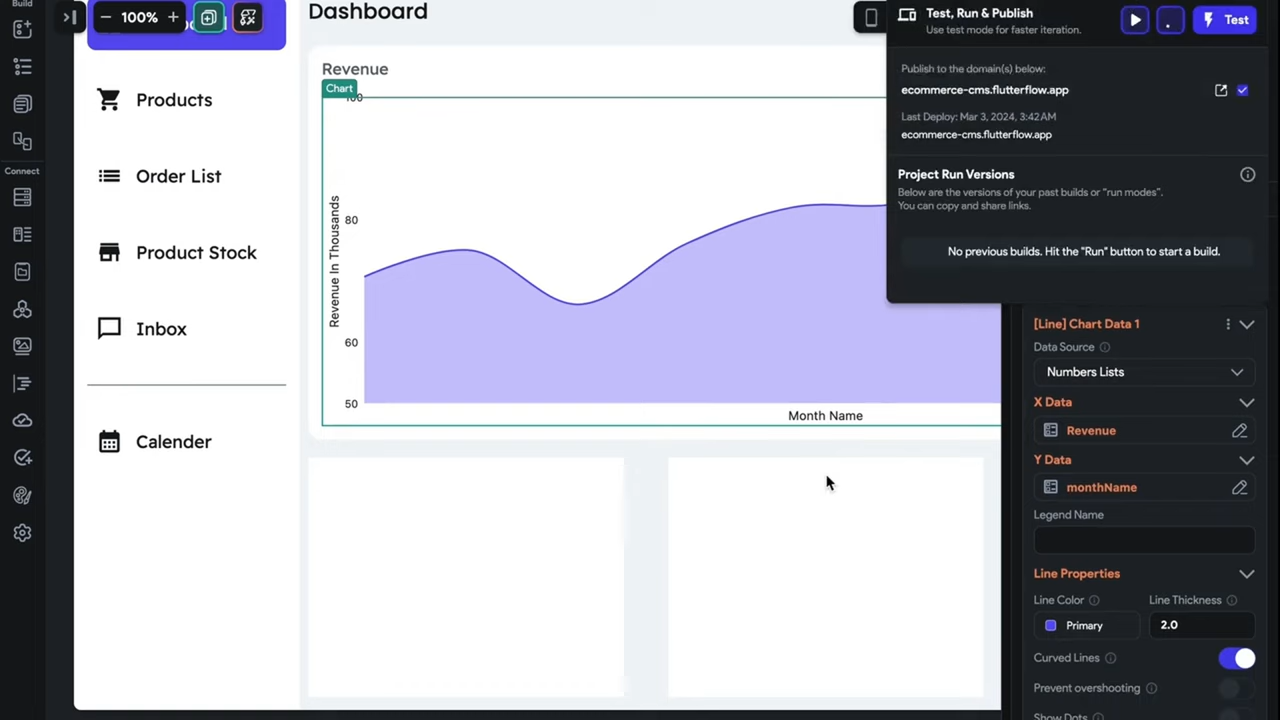 Build
Connect
100%
Products
Order List
Product Stock
Inbox
Calender
Dashboard
Revenue
Chart
100
80
60
50
Revenue In Thousands
Month Name
Test, Run & Publish
Use test mode for faster iteration.
Test
Publish to the domain(s) below:
ecommerce-cms.flutterflow.app
Last Deploy: Mar 3, 2024, 3:42AM
ecommerce-cms.flutterflow.app
Project Run Versions
Below are the versions of your past builds or “run modes”.
You can copy and share links.
No previous builds. Hit the "Run" button to start a build.
[Line] Chart Data 1
Data Source
Numbers Lists
X Data
Revenue
Y Data
monthName
Legend Name
Line Properties
Line Color
Line Thickness
Primary
2.0
Curved Lines
Prevent overshooting
Show Dots